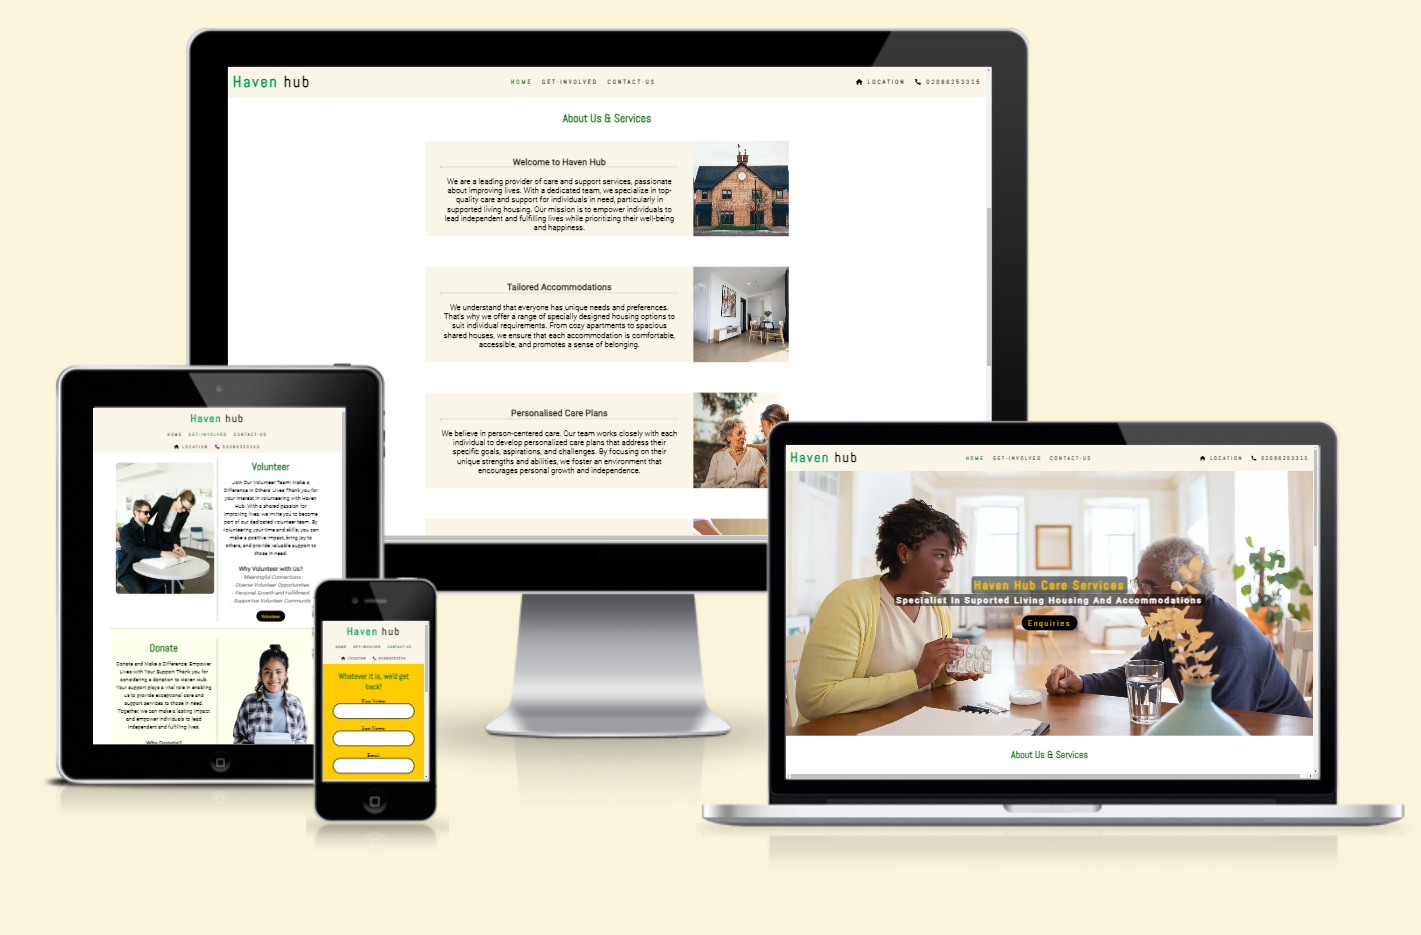 Haven hub
HOME GET-INVOLVED CONTACT-US
LOCATION 02086253315
About Us & Services
Welcome to Haven Hub
We are a leading provider of care and support services, passionate
about improving lives. With a dedicated team, we specialize in top-
quality care and support for individuals in need, particularly in
supported living housing. Our mission is to empower individuals to
lead independent and fulfilling lives while prioritizing their well-being
and happiness.
Tailored Accommodations
We understand that everyone has unique needs and preferences.
That's why we offer a range of specially designed housing options to
suit individual requirements. From cozy apartments to spacious
shared houses, we ensure that each accommodation is comfortable,
accessible, and promotes a sense of belonging.
Personalised Care Plans
We believe in person-centered care. Our team works closely with each
individual to develop personalized care plans that address their
specific goals, aspirations, and challenges. By focusing on their
unique strengths and abilities, we foster an environment that
encourages personal growth and independence.
Haven hub
HOME GET-INVOLVED CONTACT-US
LOCATION 02086253315
Volunteer
Join Our Volunteer Team: Make a
Difference in Others' Lives Thank you for
your interest in volunteering with Haven
Hub. With a shared passion for
improving lives, we invite you to become
part of our dedicated volunteer team. By
volunteering your time and skills, you can
make a positive impact, bring joy to
others, and provide valuable support to
those in need.
Why Volunteer with Us?
- Meaningful Connections
- Diverse Volunteer Opportunities
- Personal Growth and Fulfillment
- Supportive Volunteer Community
Volunteer
Donate
Donate and Make a Difference: Empower
Lives with Your Support Thank you for
considering a donation to Haven Hub.
Your support plays a vital role in enabling
us to provide exceptional care and
support services to those in need.
Together, we can make a lasting impact
and empower individuals to lead
independent and fulfilling lives.
Why Donate?
Haven hub
HOME GET-INVOLVED CONTACT-US
LOCATION 02086253315
Whatever it is, we'd get
back!
First Name
Last Name
Email
Haven hub
HOME GET-INVOLVED CONTACT-US
LOCATION 02086253315
Haven Hub Care Services
Specialist In Suported Living Housing And Accommodations
Enquiries
About Us & Services